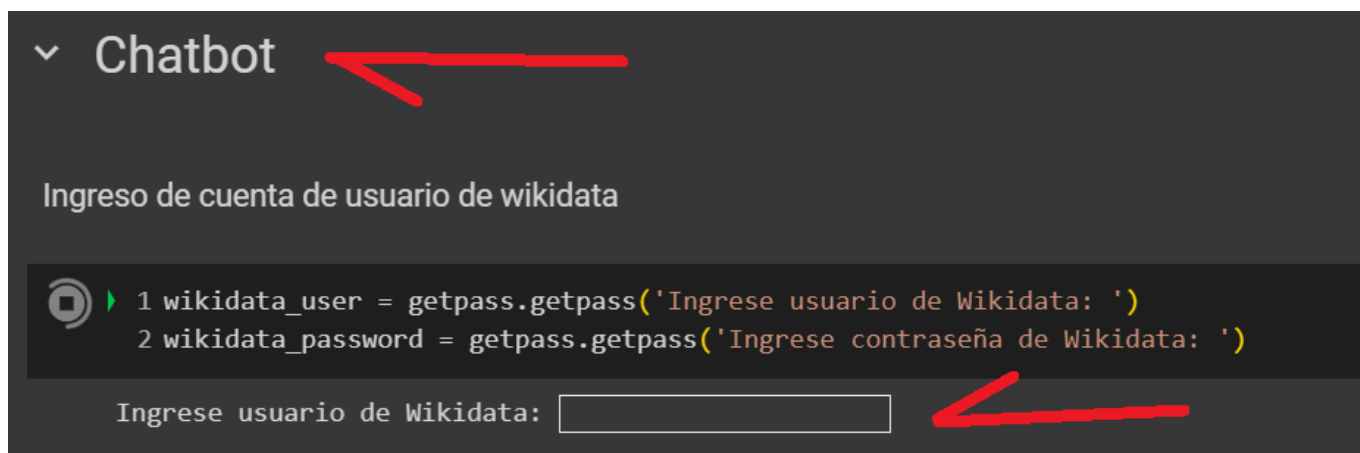 Chatbot
Ingreso de cuenta de usuario de wikidata
1 wikidata_user = getpass.getpass('Ingrese usuario de Wikidata: ')
2 wikidata_password = getpass.getpass('Ingrese contraseña de Wikidata: ')
Ingrese usuario de Wikidata: